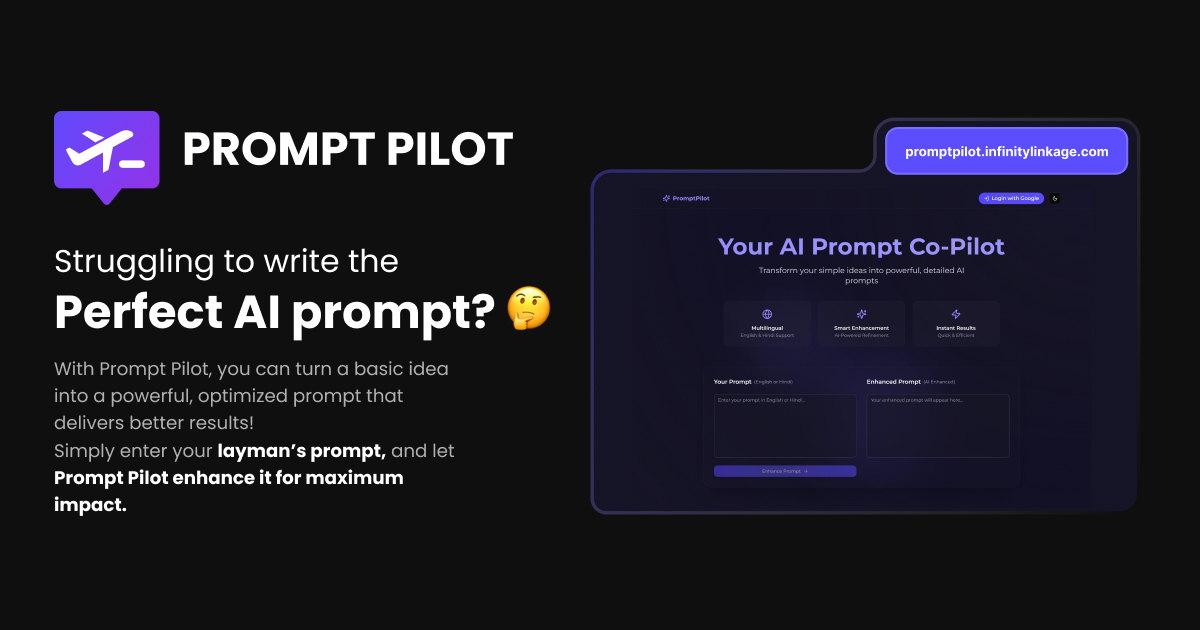 PROMPT PILOT
Struggling to write the
Perfect AI prompt? 🤔
With Prompt Pilot, you can turn a basic idea
into a powerful, optimized prompt that
delivers better results!
Simply enter your layman’s prompt, and let
Prompt Pilot enhance it for maximum
impact.
promptpilot.infinitylinkage.com
PromptPilot
Login with Google
Your AI Prompt Co-Pilot
Transform your simple ideas into powerful, detailed AI
prompts
Multilingual
English & Hindi Support
Smart Enhancement
AI-Powered Refinement
Instant Results
Quick & Efficient
Your Prompt (English or Hindi)
Enter your prompt in English or Hindi...
Enhance Prompt →
Enhanced Prompt (AI Enhanced)
Your enhanced prompt will appear here...